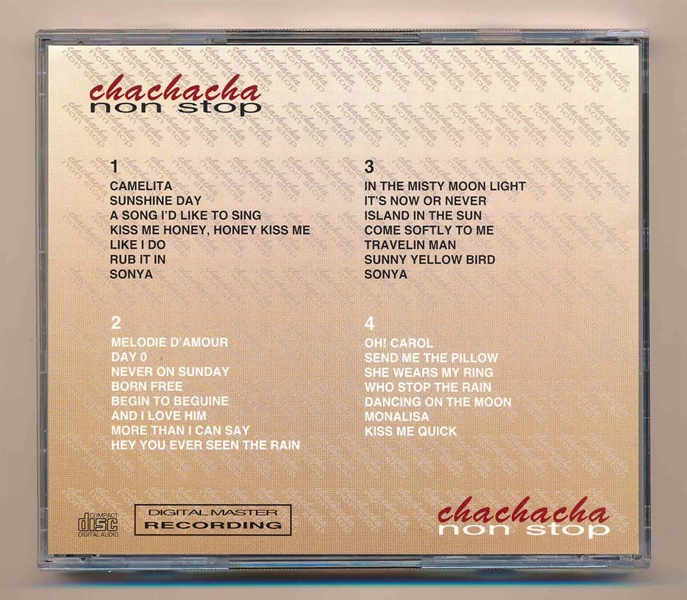 chachacha
non stop
1
CAMELITA
SUNSHINE DAY
A SONG I'D LIKE TO SING
KISS ME HONEY, HONEY KISS ME
LIKE I DO
RUB IT IN
SONYA
2
MELODIE D'AMOUR
DAY 0
NEVER ON SUNDAY
BORN FREE
BEGIN TO BEGUINE
AND I LOVE HIM
MORE THAN I CAN SAY
HEY YOU EVER SEEN THE RAIN
3
IN THE MISTY MOON LIGHT
IT'S NOW OR NEVER
ISLAND IN THE SUN
COME SOFTLY TO ME
TRAVELIN MAN
SUNNY YELLOW BIRD
SONYA
4
OH! CAROL
SEND ME THE PILLOW
SHE WEARS MY RING
WHO STOP THE RAIN
DANCING ON THE MOON
MONALISA
KISS ME QUICK
COMPACT
disc
DIGITAL AUDIO
DIGITAL MASTER
RECORDING
chachacha
non stop